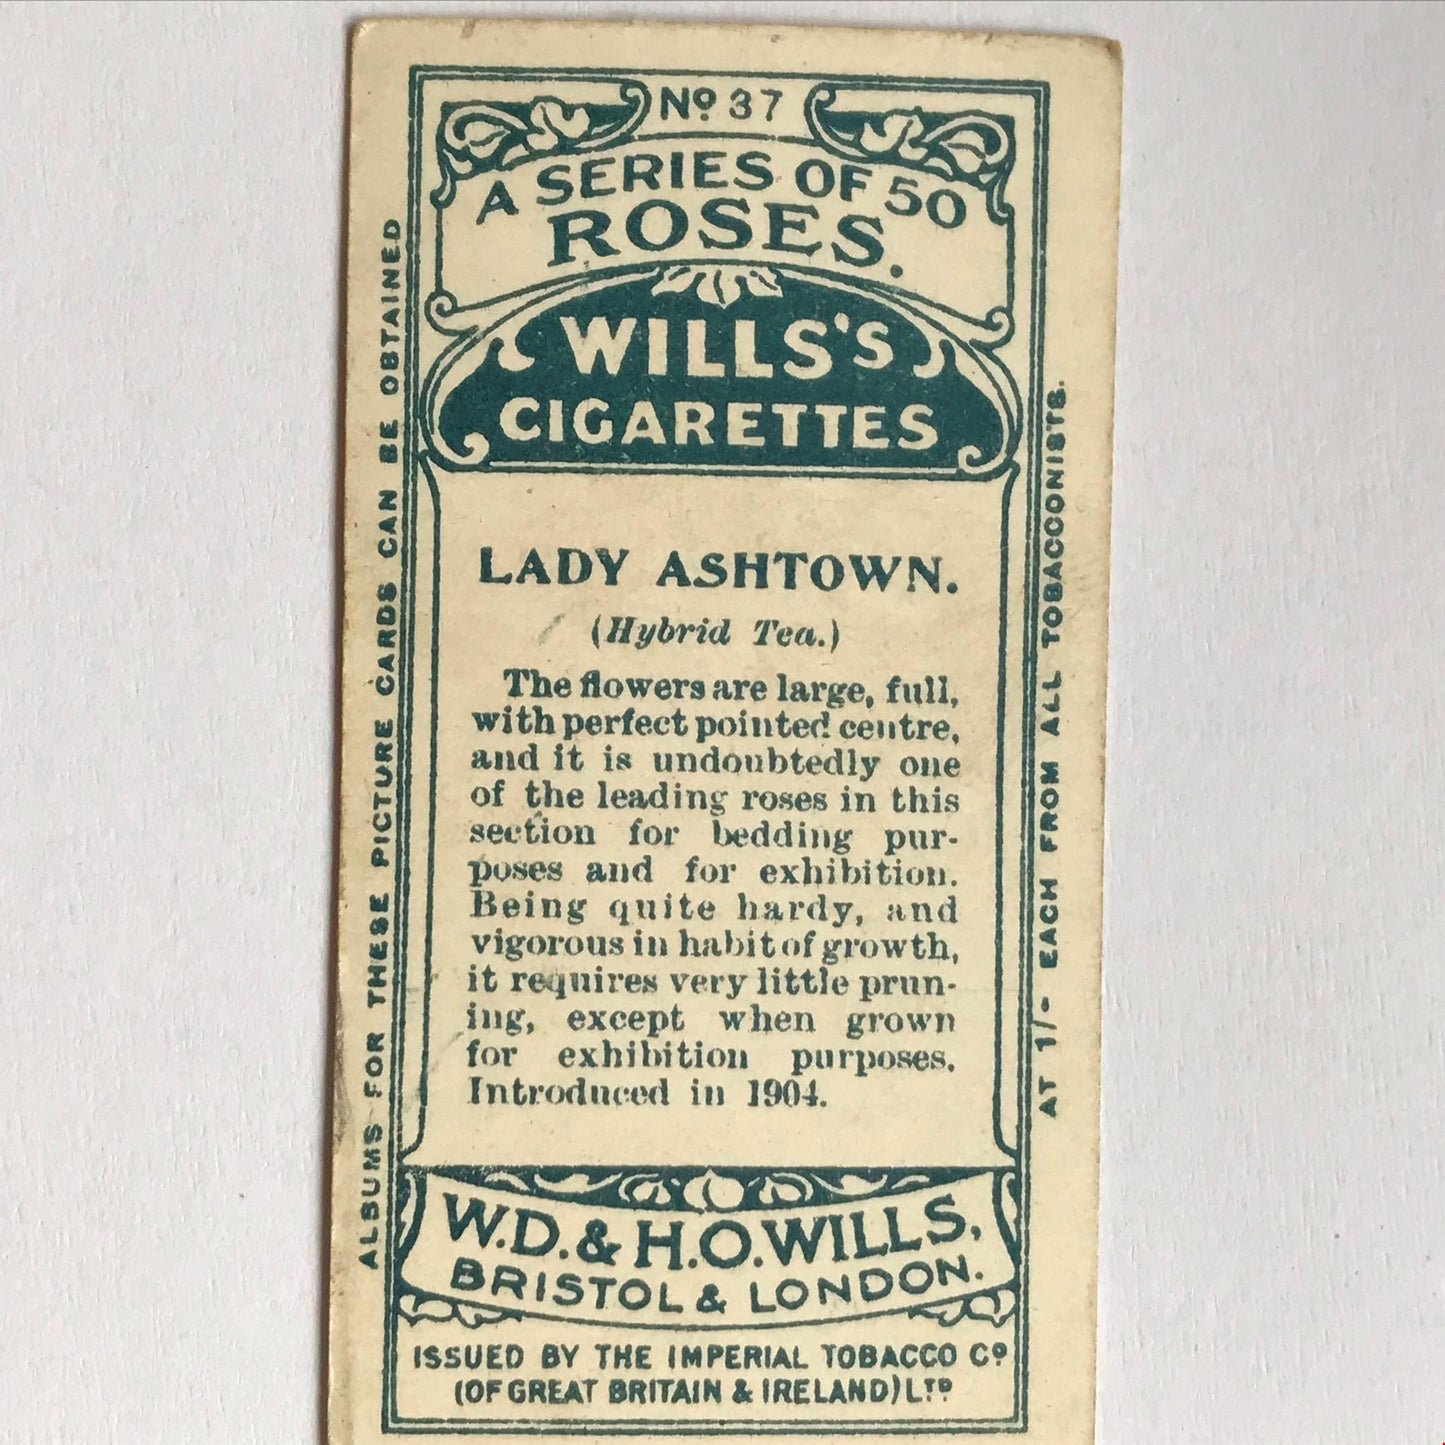 Nº 37
A SERIES OF 50
ROSES.
WILLS'S
CIGARETTES
LADY ASHTOWN.
(Hybrid Tea.)
The flowers are large, full,
with perfect pointed centre,
and it is undoubtedly one
of the leading roses in this
section for bedding pur-
poses and for exhibition.
Being quite hardy, and
vigorous in habit of growth,
it requires very little prun-
ing, except when grown
for exhibition purposes.
Introduced in 1904.
W.D. & H.O. WILLS,
BRISTOL & LONDON.
ISSUED BY THE IMPERIAL TOBACCO Cº
(OF GREAT BRITAIN & IRELAND) LTD
ALBUMS FOR THESE PICTURE CARDS CAN BE OBTAINED
AT 1/- EACH FROM ALL TOBACCONISTS.